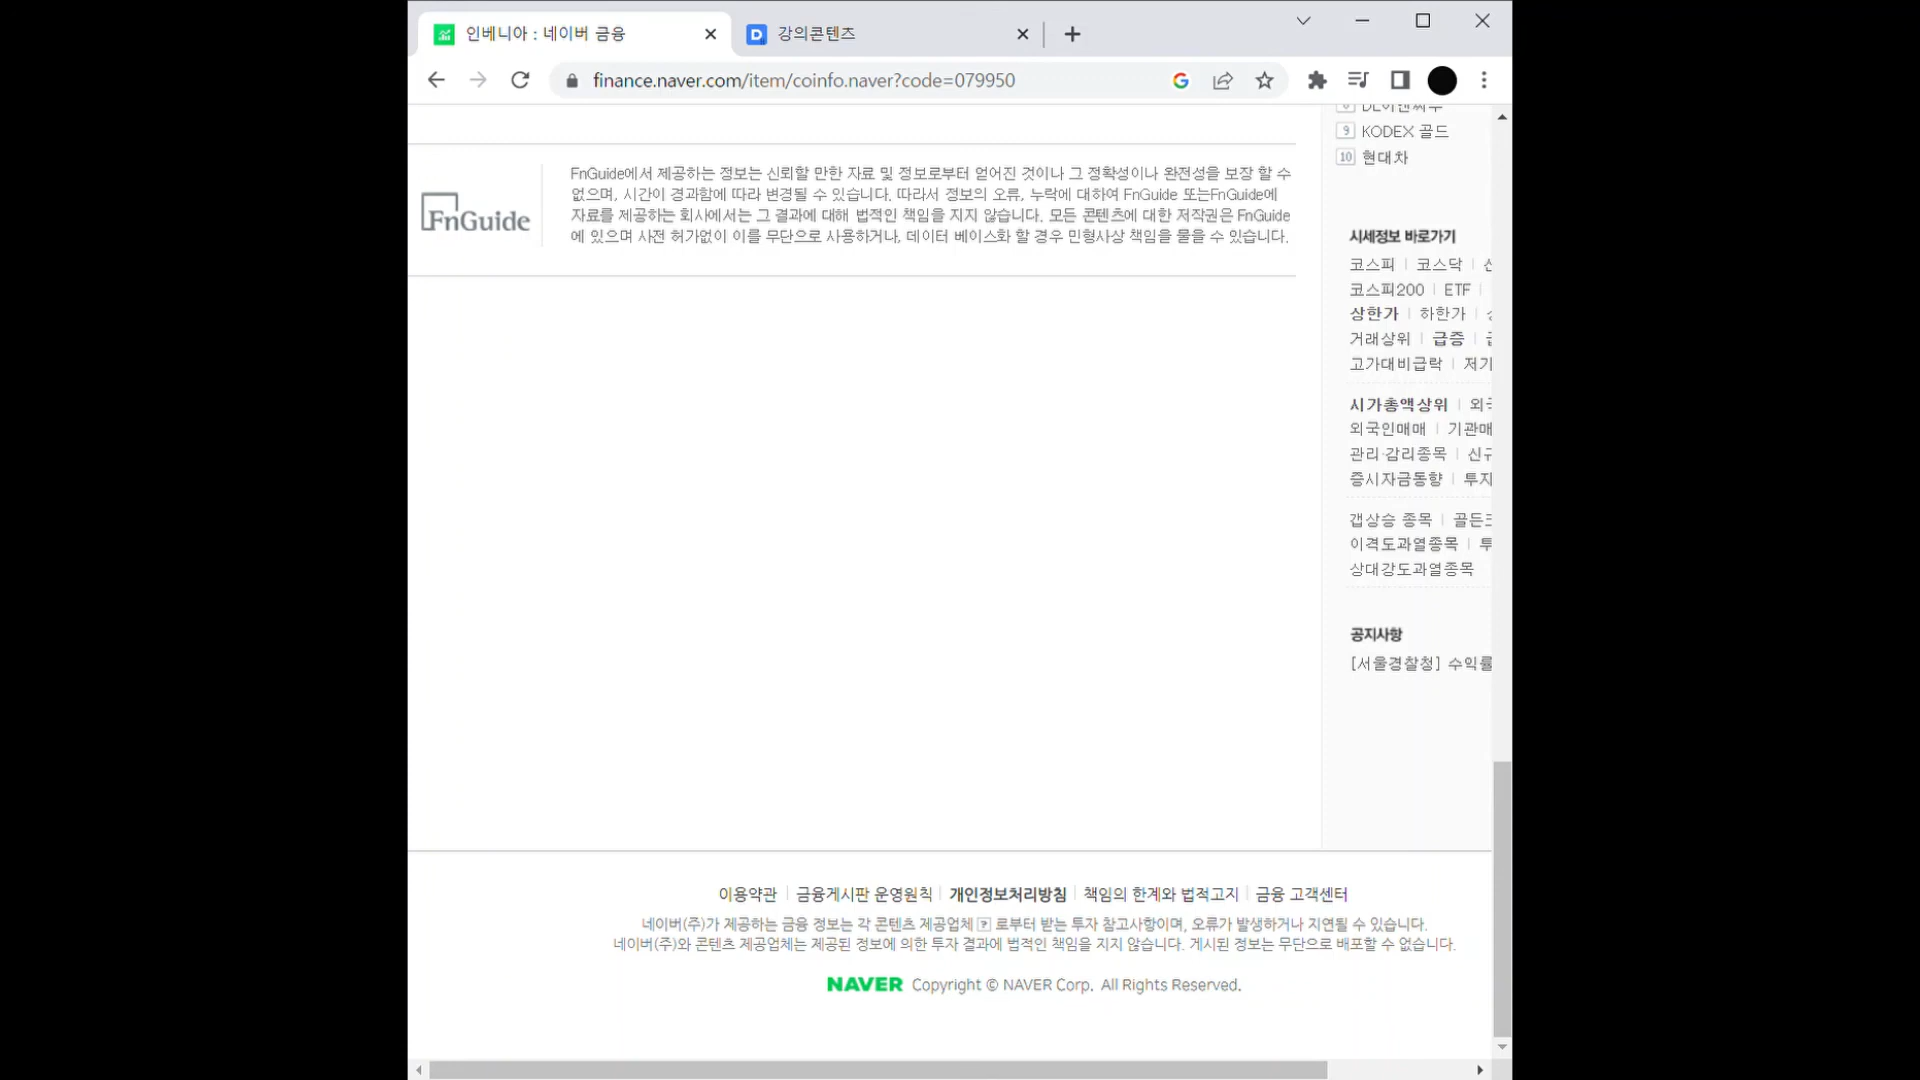 인베니아 : 네이버 금융
강의콘텐츠
finance.naver.com/item/coinfo.naver?code=079950
9 KODEX 골드
10 현대차
FnGuide
FnGuide에서 제공하는 정보는 신뢰할 만한 자료 및 정보로부터 얻어진 것이나 그 정확성이나 완전성을 보장 할 수
없으며, 시간이 경과함에 따라 변경될 수 있습니다. 따라서 정보의 오류, 누락에 대하여 FnGuide 또는FnGuide에
자료를 제공하는 회사에서는 그 결과에 대해 법적인 책임을 지지 않습니다. 모든 콘텐츠에 대한 저작권은 FnGuide
에 있으며 사전 허가없이 이를 무단으로 사용하거나, 데이터 베이스화 할 경우 민형사상 책임을 물을 수 있습니다.
시세정보 바로가기
코스피 | 코스닥 |
코스피200 | ETF |
상한가 | 하한가 |
거래상위 | 급증 |
고가대비급락 |
시가총액상위 |
외국인매매 | 기관매
관리·감리종목 |
증시자금동향 | 투자
갭상승 종목 |
이격도과열종목 |
상대강도과열종목
공지사항
[서울경찰청] 수익률
이용약관 | 금융게시판 운영원칙 | 개인정보처리방침 | 책임의 한계와 법적고지 | 금융 고객센터
네이버(주)가 제공하는 금융 정보는 각 콘텐츠 제공업체 ? 로부터 받는 투자 참고사항이며, 오류가 발생하거나 지연될 수 있습니다.
네이버(주)와 콘텐츠 제공업체는 제공된 정보에 의한 투자 결과에 법적인 책임을 지지 않습니다. 게시된 정보는 무단으로 배포할 수 없습니다.
NAVER Copyright © NAVER Corp. All Rights Reserved.